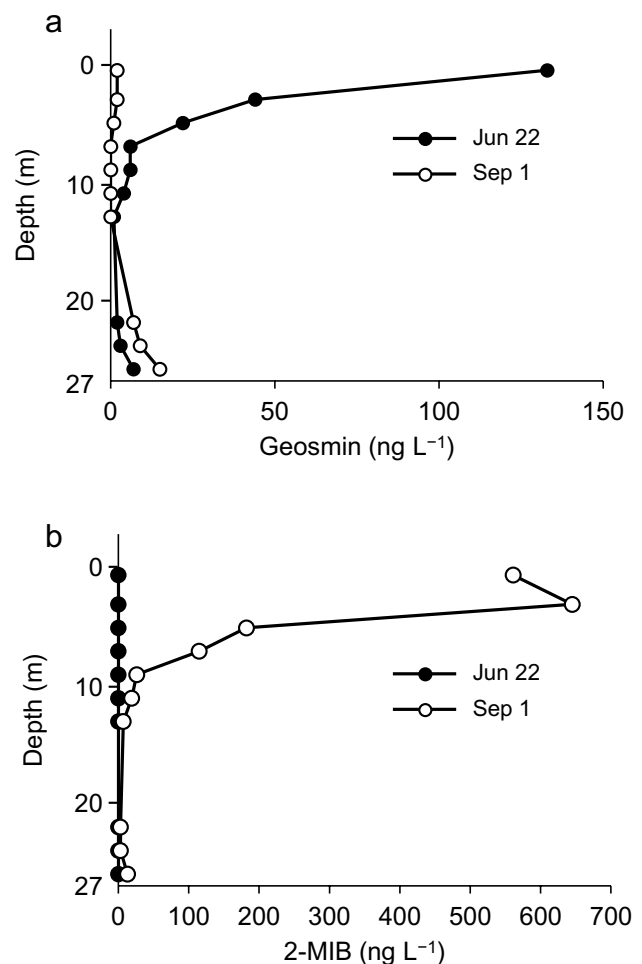 a
0
10
20
27
Depth (m)
Jun 22
Sep 1
0 50 100 150
Geosmin (ng L⁻¹)
b
0
10
20
27
Depth (m)
Jun 22
Sep 1
0 100 200 300 400 500 600 700
2-MIB (ng L⁻¹)